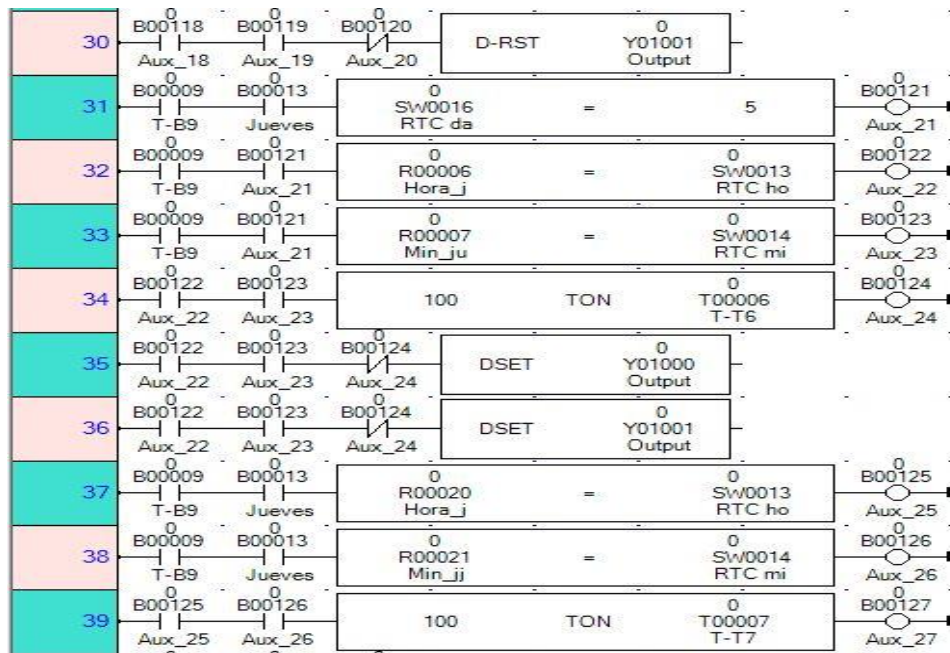 0 0 0 0
30 B00118 B00119 B00120 D-RST Y01001
Aux_18 Aux_19 Aux_20 Output
0 0 0 0
31 B00009 B00013 SW0016 = 5 B00121
T-B9 Jueves RTC da Aux_21
0 0 0 0 0
32 B00009 B00121 R00006 = SW0013 B00122
T-B9 Aux_21 Hora_j RTC ho Aux_22
0 0 0 0 0
33 B00009 B00121 R00007 = SW0014 B00123
T-B9 Aux_21 Min_ju RTC mi Aux_23
0 0 0 0
34 B00122 B00123 100 TON T00006 B00124
Aux_22 Aux_23 T-T6 Aux_24
0 0 0 0
35 B00122 B00123 B00124 DSET Y01000
Aux_22 Aux_23 Aux_24 Output
0 0 0 0
36 B00122 B00123 B00124 DSET Y01001
Aux_22 Aux_23 Aux_24 Output
0 0 0 0 0
37 B00009 B00013 R00020 = SW0013 B00125
T-B9 Jueves Hora_j RTC ho Aux_25
0 0 0 0 0
38 B00009 B00013 R00021 = SW0014 B00126
T-B9 Jueves Min_jj RTC mi Aux_26
0 0 0 0
39 B00125 B00126 100 TON T00007 B00127
Aux_25 Aux_26 T-T7 Aux_27